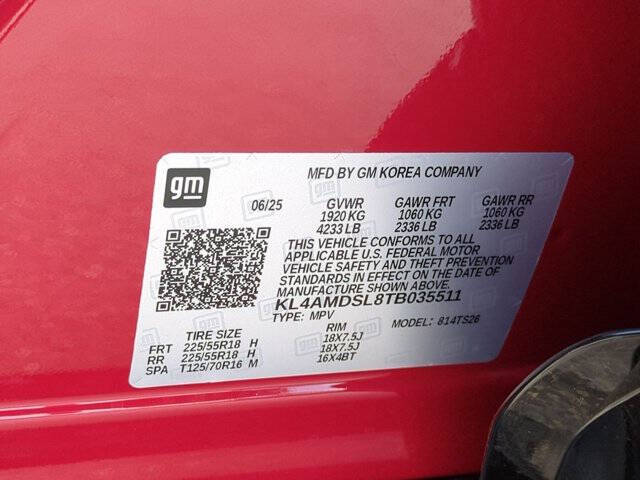 gm
MFD BY GM KOREA COMPANY
06/25 GVWR GAWR FRT GAWR RR
1920 KG 1060 KG 1060 KG
4233 LB 2336 LB 2336 LB
THIS VEHICLE CONFORMS TO ALL
APPLICABLE U.S. FEDERAL MOTOR
VEHICLE SAFETY AND THEFT PREVENTION
STANDARDS IN EFFECT ON THE DATE OF
MANUFACTURE SHOWN ABOVE.
KL4AMDSL8TB035511
TYPE: MPV MODEL: 814TS26
TIRE SIZE RIM
FRT 225/55R18 H 18X7.5J
RR 225/55R18 H 18X7.5J
SPA T125/70R16 M 16X4BT